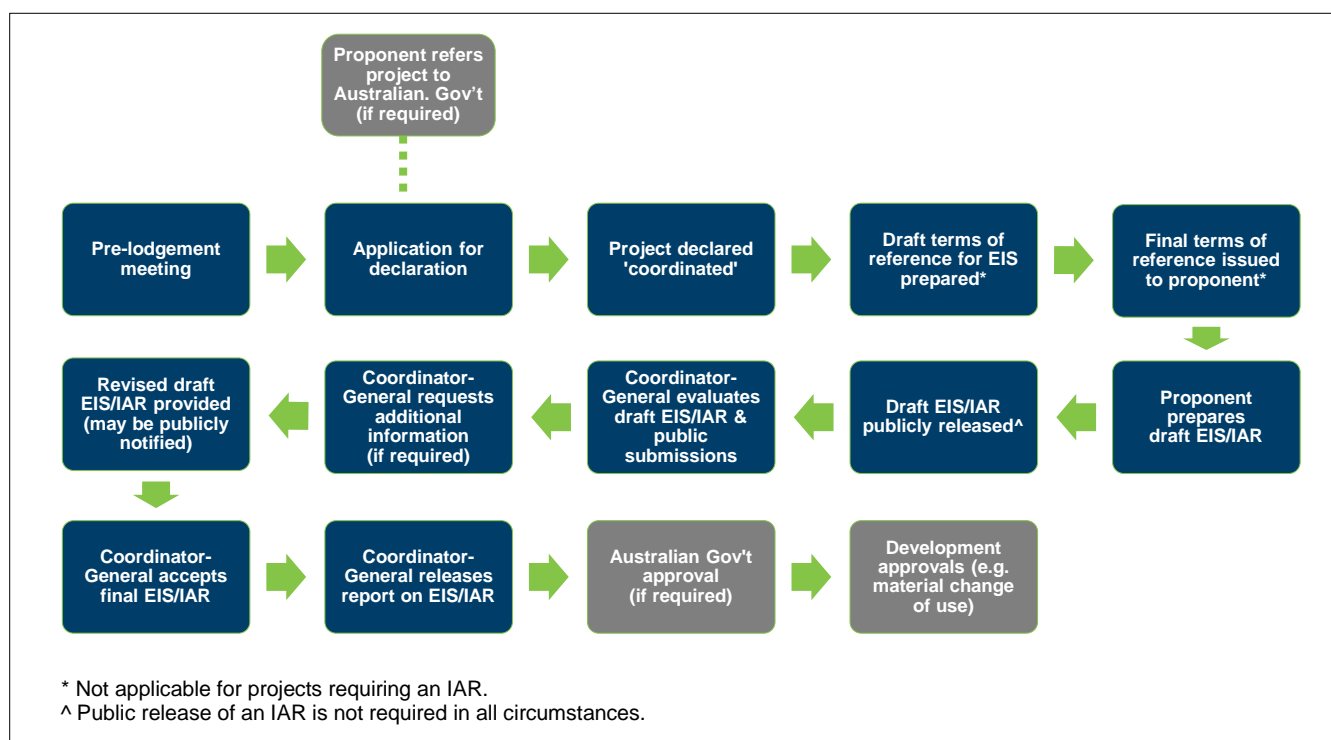 Proponent refers
project to
Australian. Gov’t
(if required)
Pre-lodgement
meeting
Application for
declaration
Project declared
'coordinated'
Draft terms of
reference for EIS
prepared*
Final terms of
reference issued
to proponent*
Revised draft
EIS/IAR provided
(may be publicly
notified)
Coordinator-
General requests
additional
information
(if required)
Coordinator-
General evaluates
draft EIS/IAR &
public
submissions
Draft EIS/IAR
publicly released^
Proponent
prepares
draft EIS/IAR
Coordinator-
General accepts
final EIS/IAR
Coordinator-
General releases
report on EIS/IAR
Australian Gov't
approval
(if required)
Development
approvals (e.g.
material change
of use)
* Not applicable for projects requiring an IAR.
^ Public release of an IAR is not required in all circumstances.